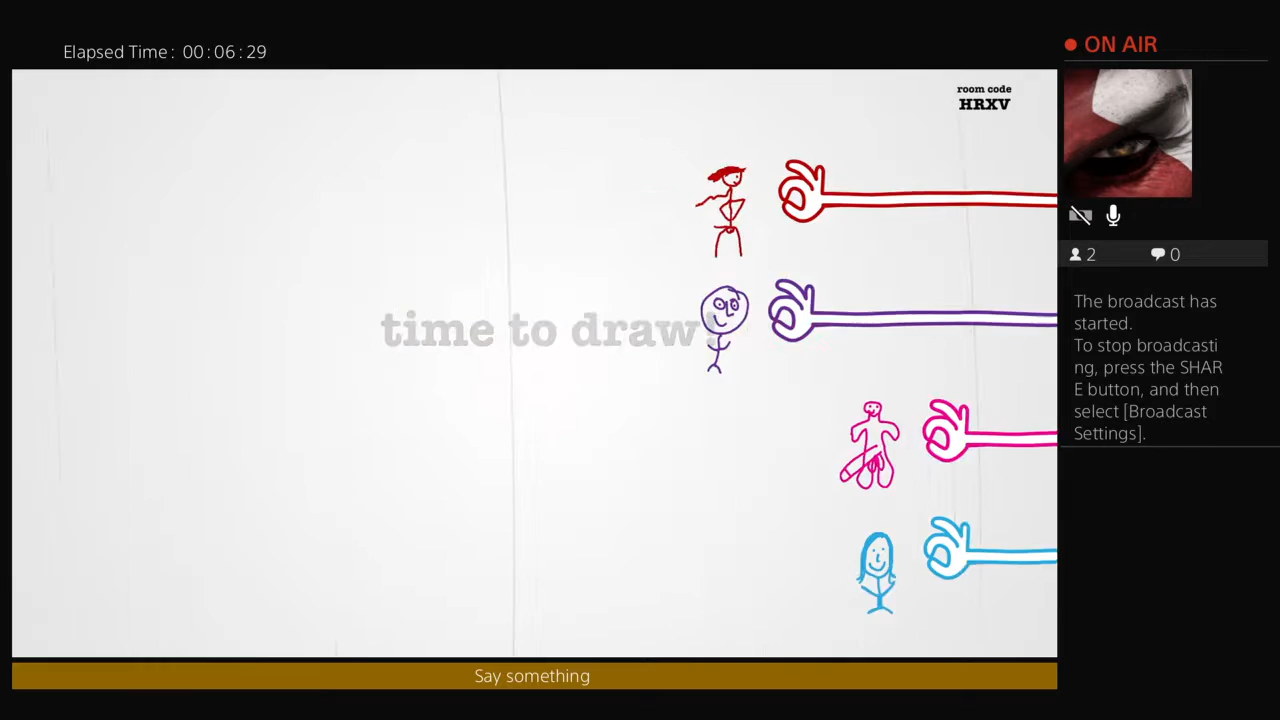 Elapsed Time: 00:06:29
ON AIR
room code
HRXV
time to draw!
2
0
The broadcast has
started.
To stop broadcasti
ng, press the SHAR
E button, and then
select [Broadcast
Settings].
Say something